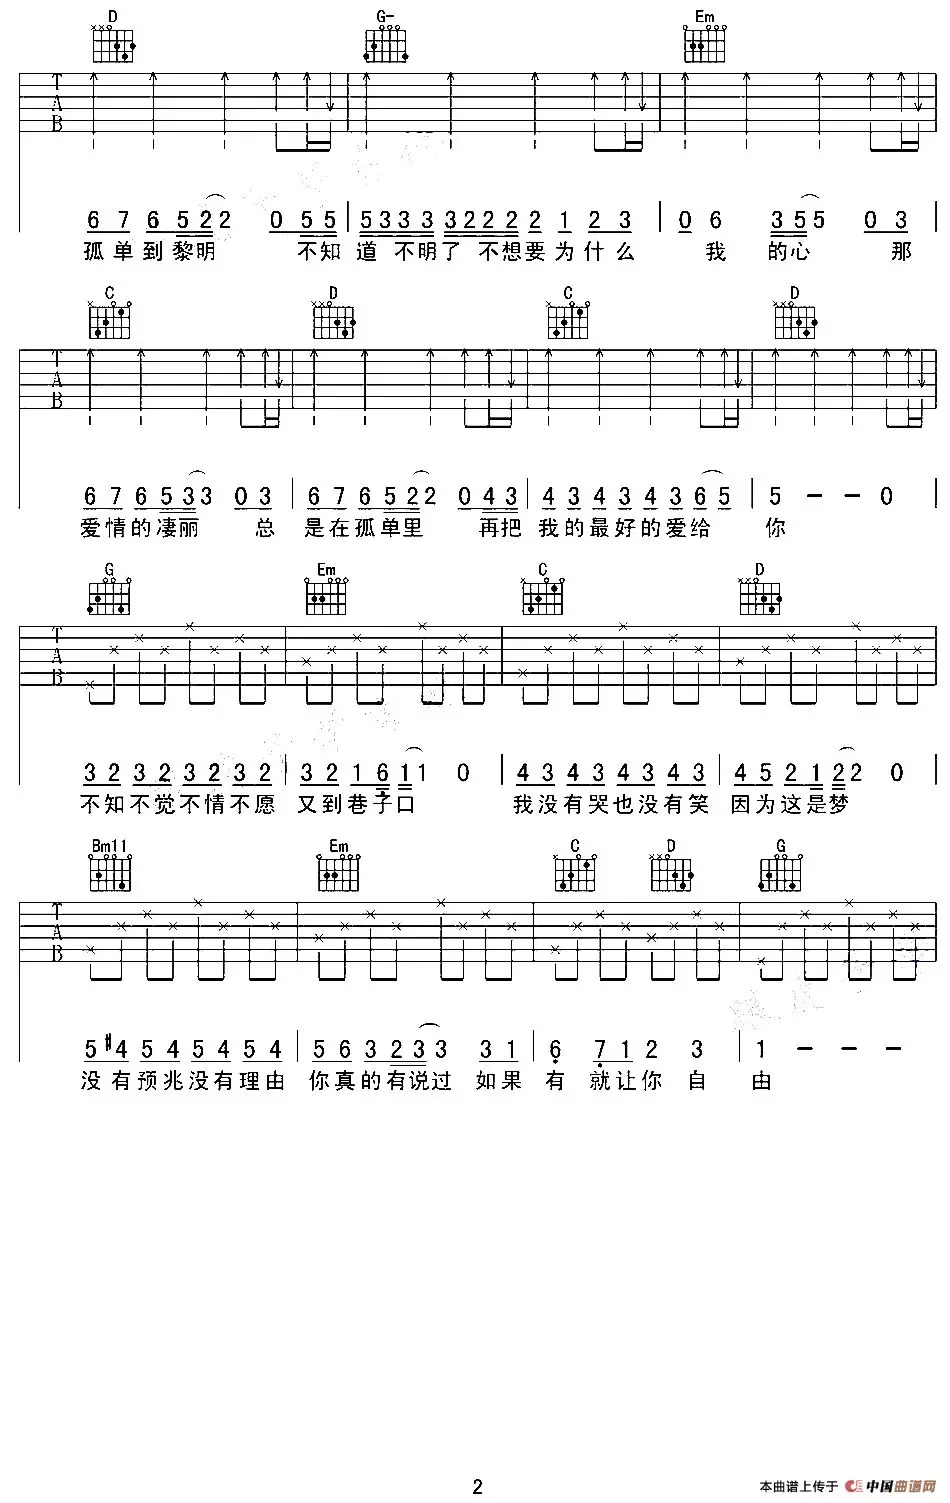 D G- Em
T A B
6 7 6 5 2 2 0 5 5 | 5 3 3 3 3 3 2 2 2 2 1 2 3 | 0 6 3 5 5 0 3
孤单到黎明 不知道 不明了 不想要为什么 我 的心 那
C D C D
T A B
6 7 6 5 3 3 0 3 | 6 7 6 5 2 2 0 4 3 | 4 3 4 3 4 3 6 5 | 5 - - 0
爱情的凄丽 总 是在孤单里 再把 我的最好的爱给 你
G Em C D
T A B
3 2 3 2 3 2 3 2 | 3 2 1 6 1 1 0 | 4 3 4 3 4 3 4 3 | 4 5 2 1 2 2 0
不知不觉不情不愿 又到巷子口 我没有哭也没有笑 因为这是梦
Bm11 Em C D G
T A B
5 #4 5 4 5 4 5 4 | 5 6 3 2 3 3 3 1 | 6 7 1 2 3 | 1 - - -
没有预兆没有理由 你真的有说过 如果 有 就让你 自 由
2
本曲谱上传于 中国曲谱网